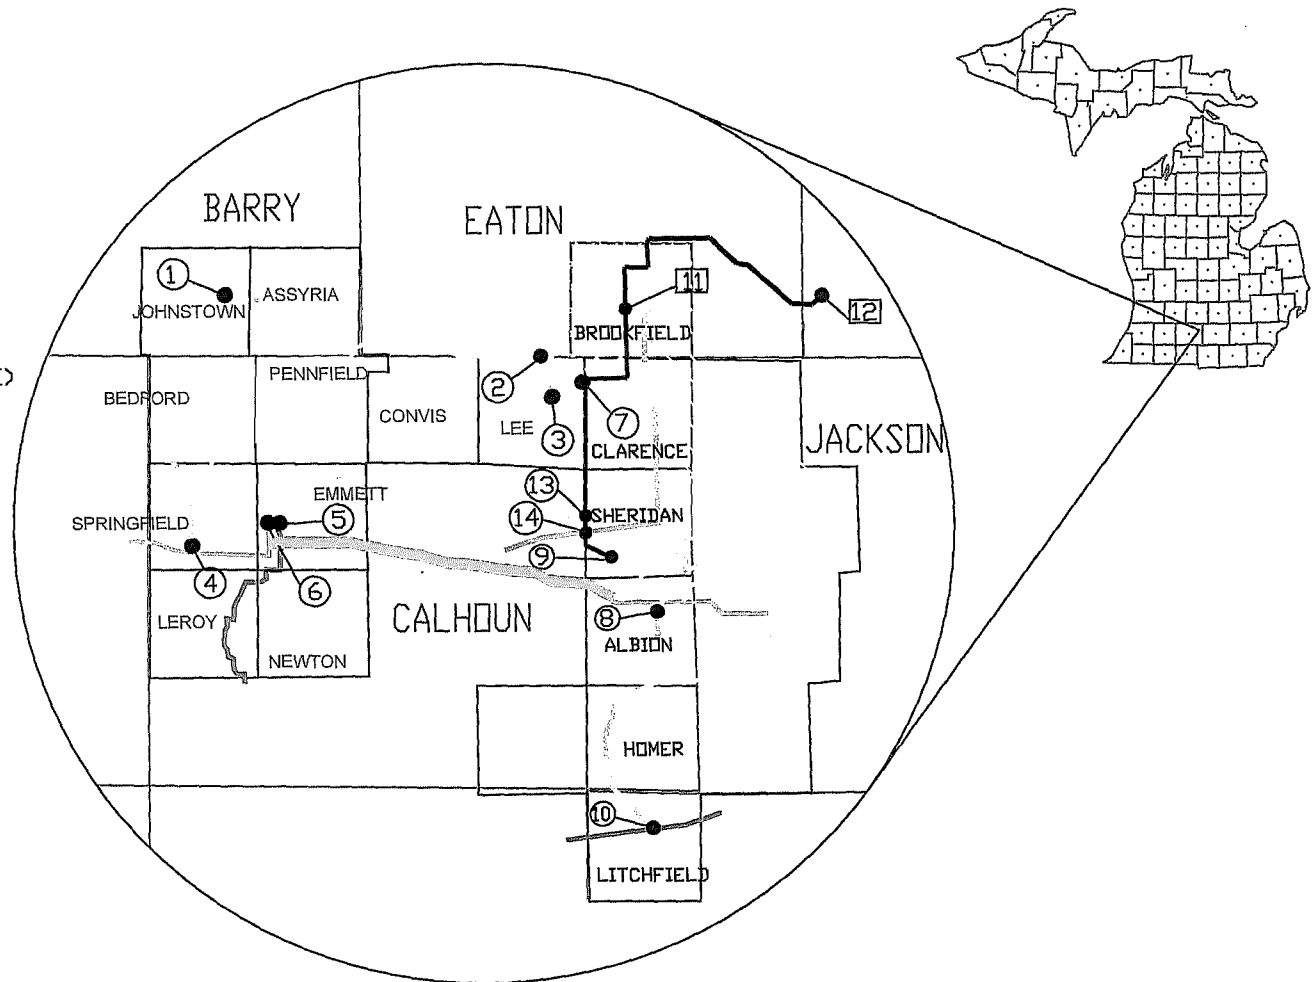 BARRY
EATON
1
JOHNSTOWN
ASSYRIA
11
12
BROOKFIELD
2
PENNFIELD
BEDFORD
CONVIS
3
LEE
7
CLARENCE
JACKSON
13
EMMETT
SPRINGFIELD
5
14
SHERIDAN
9
4
6
LEROY
CALHOUN
8
ALBION
NEWTON
HOMER
10
LITCHFIELD